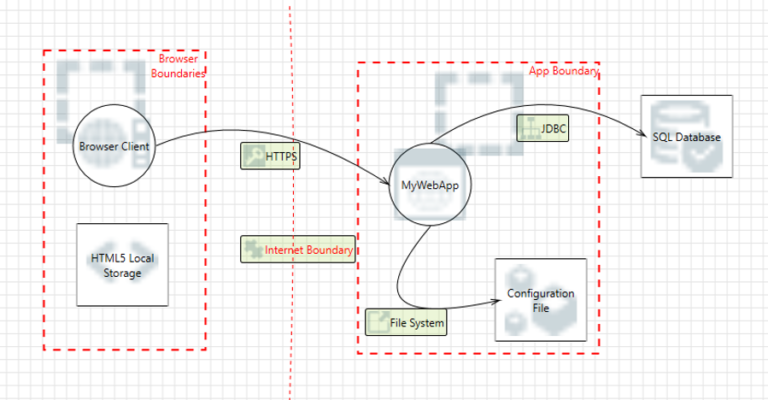 Browser
Boundaries
App Boundary
Browser Client
HTTPS
JDBC
SQL Database
MyWebApp
Internet Boundary
HTML5 Local
Storage
Configuration
File
File System